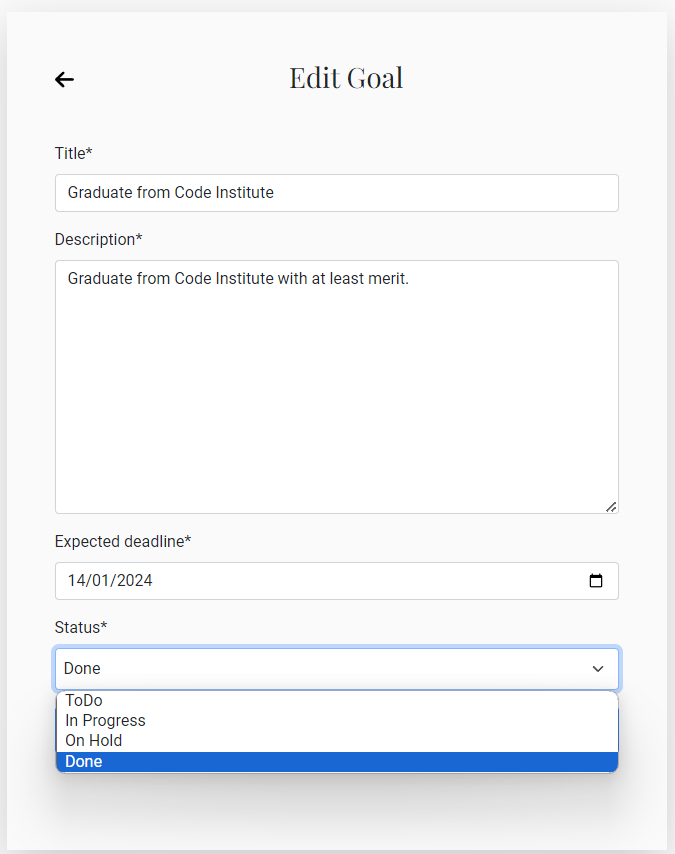 Edit Goal
Title*
Graduate from Code Institute
Description*
Graduate from Code Institute with at least merit.
Expected deadline*
14/01/2024
Status*
Done
ToDo
In Progress
On Hold
Done